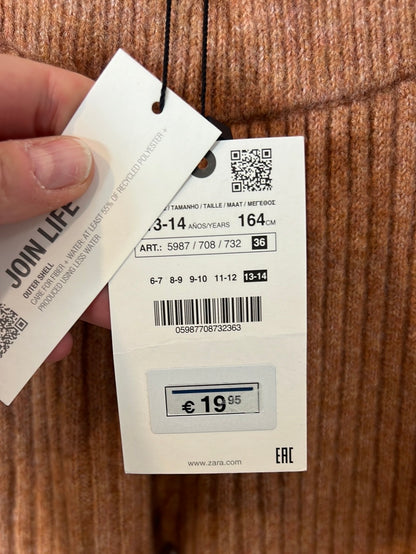 JOIN LIFE
OUTER SHELL
CARE FOR FIBER + WATER: AT LEAST 55% OF RECYCLED POLYESTER +
PRODUCED USING LESS WATER
/ TAMANHO / TAILLE / MAAT / ΜΕΓΕΘΟΣ
13-14 AÑOS/YEARS 164CM
ART.: 5987 / 708 / 732 36
6-7 8-9 9-10 11-12 13-14
05987708732363
€ 19 95
www.zara.com
EAC